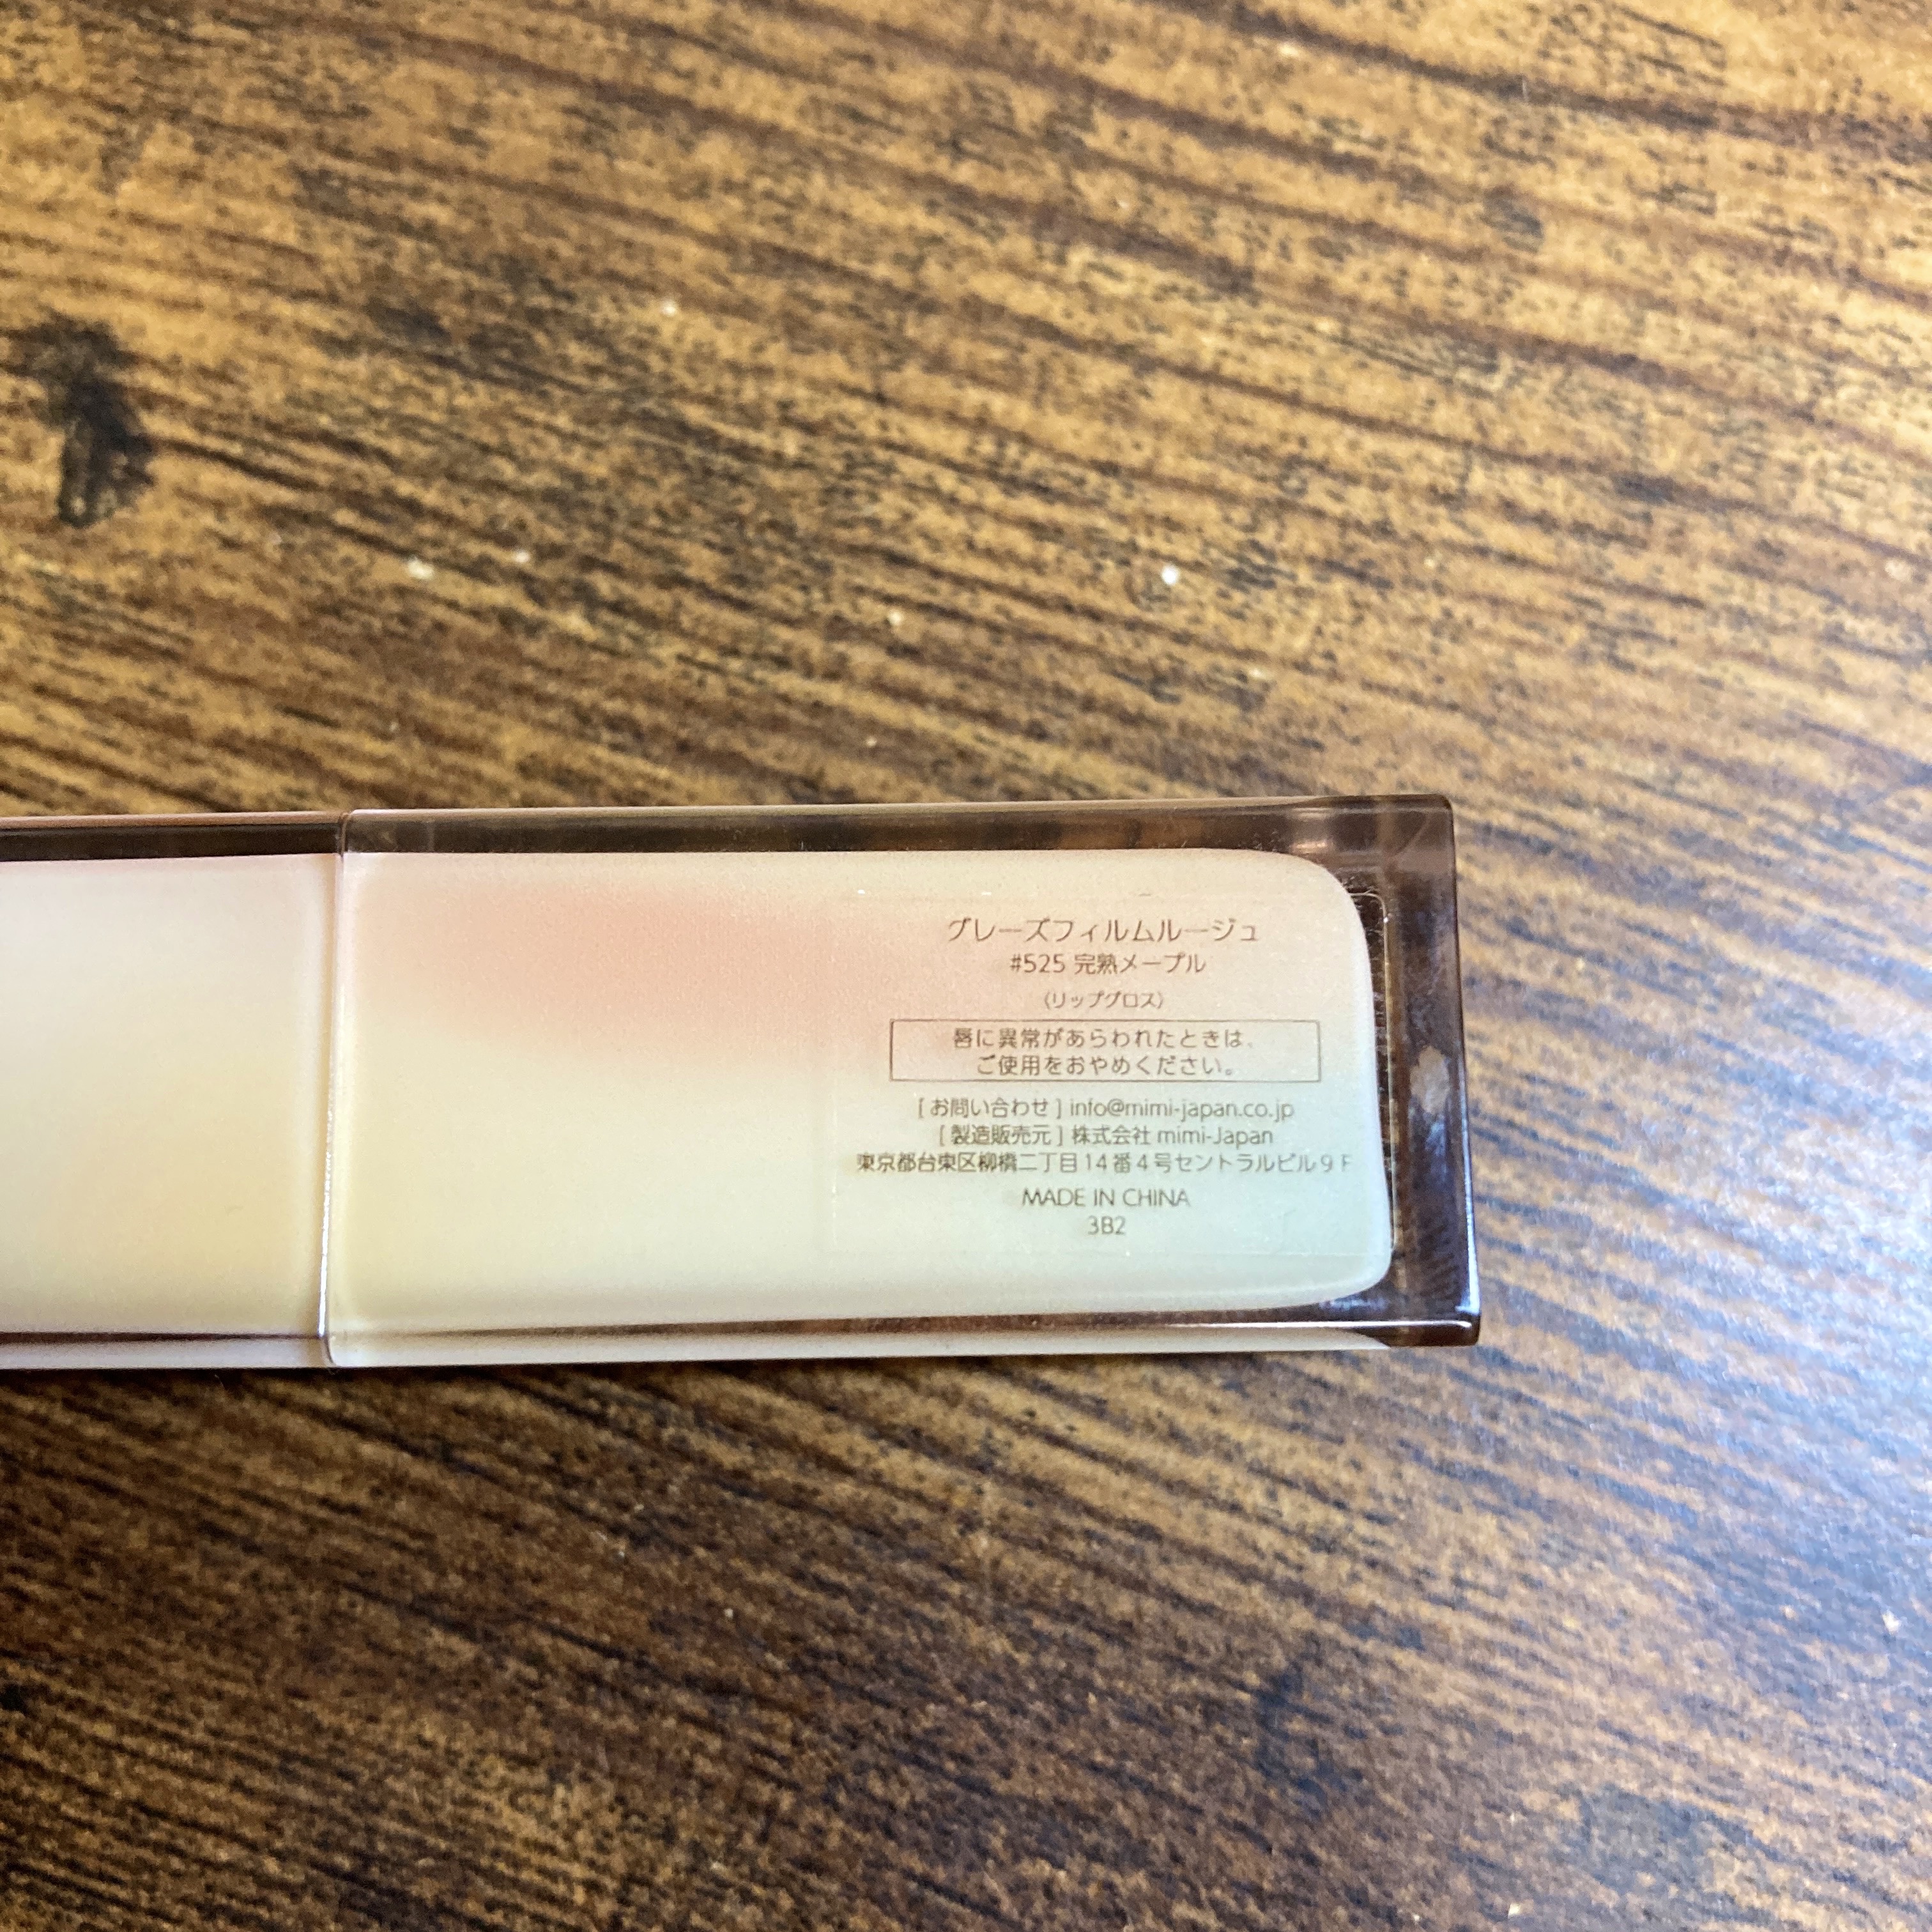 グレーズフィルムルージュ
#525 完熟メープル
(リップグロス)
唇に異常があらわれたときは、
ご使用をおやめください。
[ お問い合わせ ] info@mimi-japan.co.jp
[ 製造販売元 ] 株式会社 mimi-Japan
東京都台東区柳橋二丁目14番4号セントラルビル9F
MADE IN CHINA
3B2